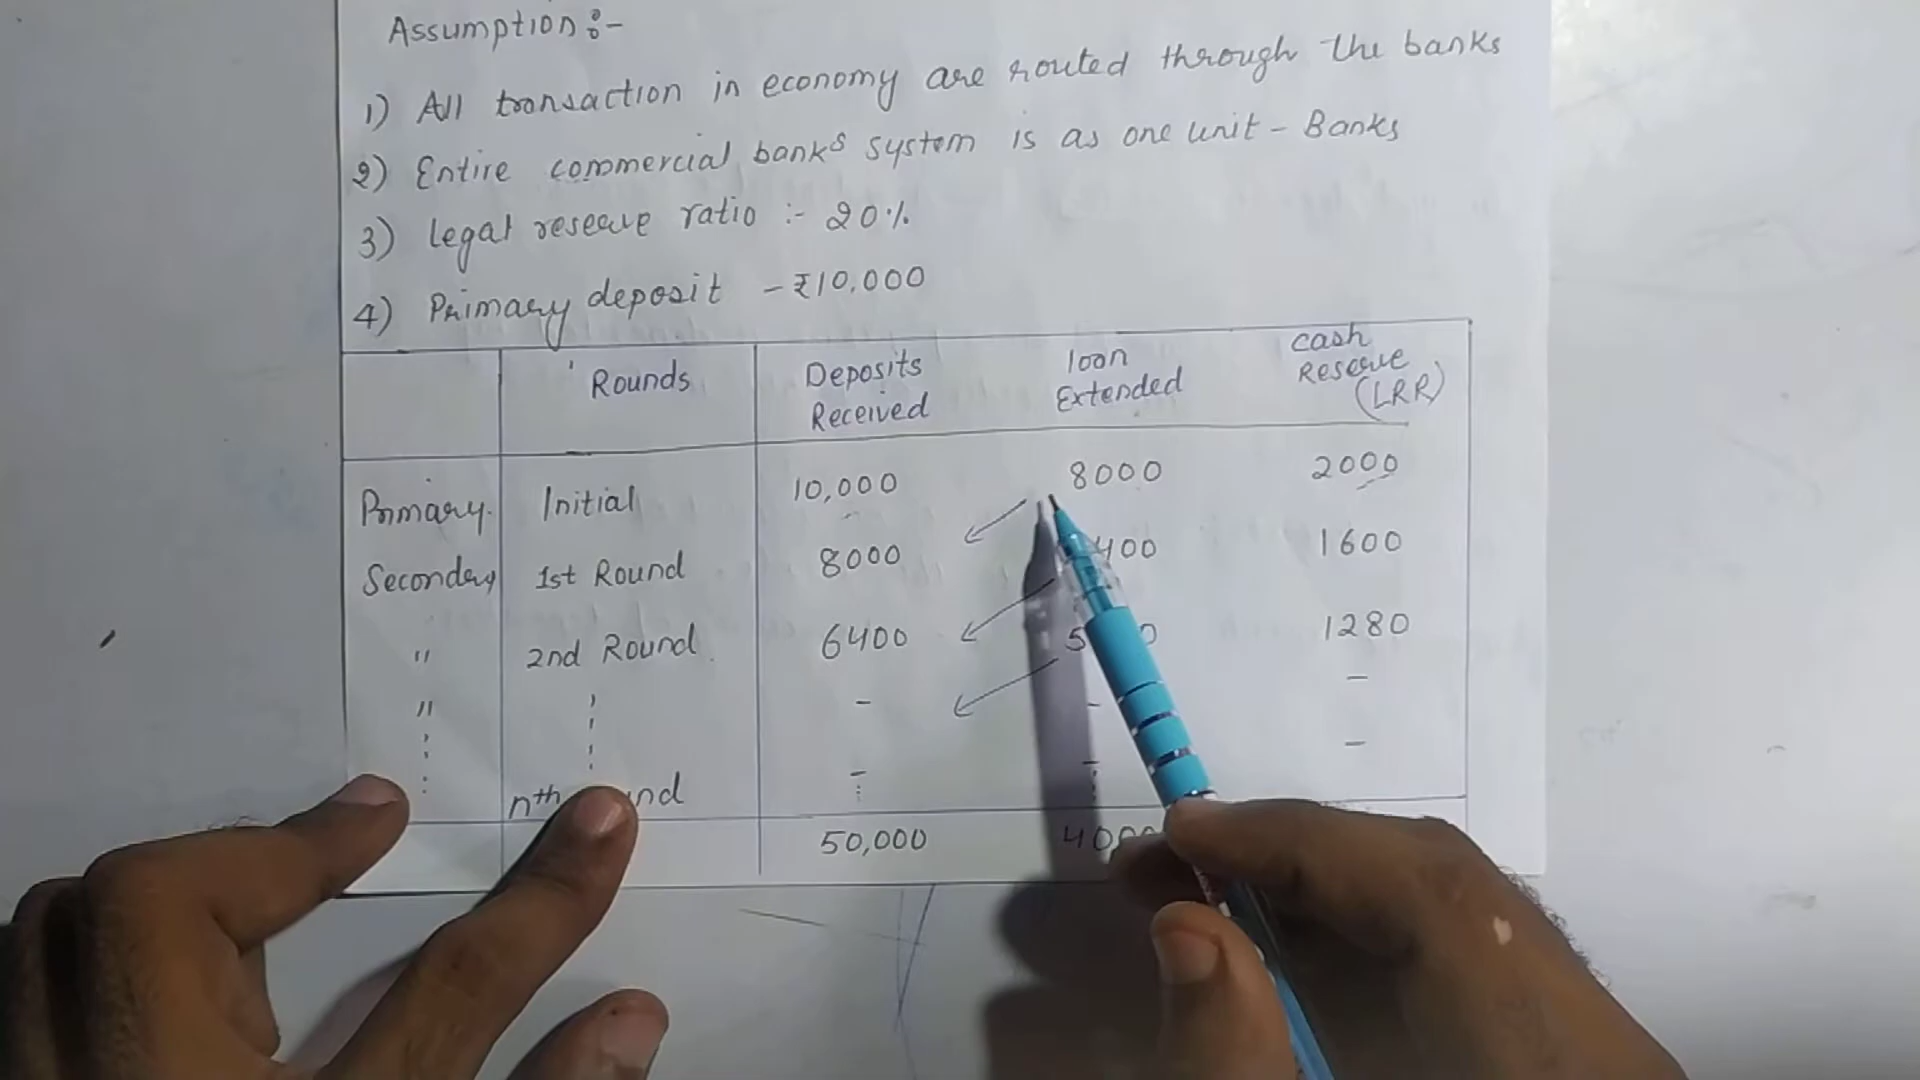 Assumption :-
1) All transaction in economy are routed through the banks
2) Entire commercial banks system is as one unit - Banks
3) legal reserve ratio :- 20%
4) Primary deposit - ₹10,000
Rounds Deposits Received loan Extended Cash Reserve (LRR)
Primary Initial 10,000 8000 2000
Secondary 1st Round 8000 1600
" 2nd Round 6400 1280
" - - -
- - -
nth
50,000